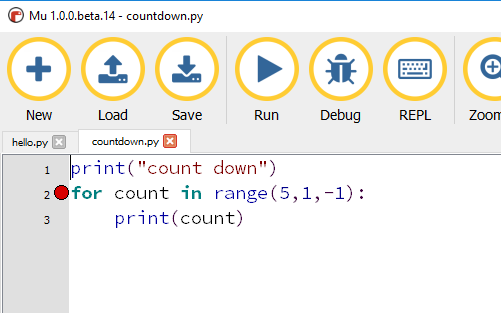 Mu 1.0.0.beta.14 - countdown.py
New Load Save Run Debug REPL Zoom
hello.py countdown.py
1 print("count down")
2 for count in range(5,1,-1):
3 print(count)